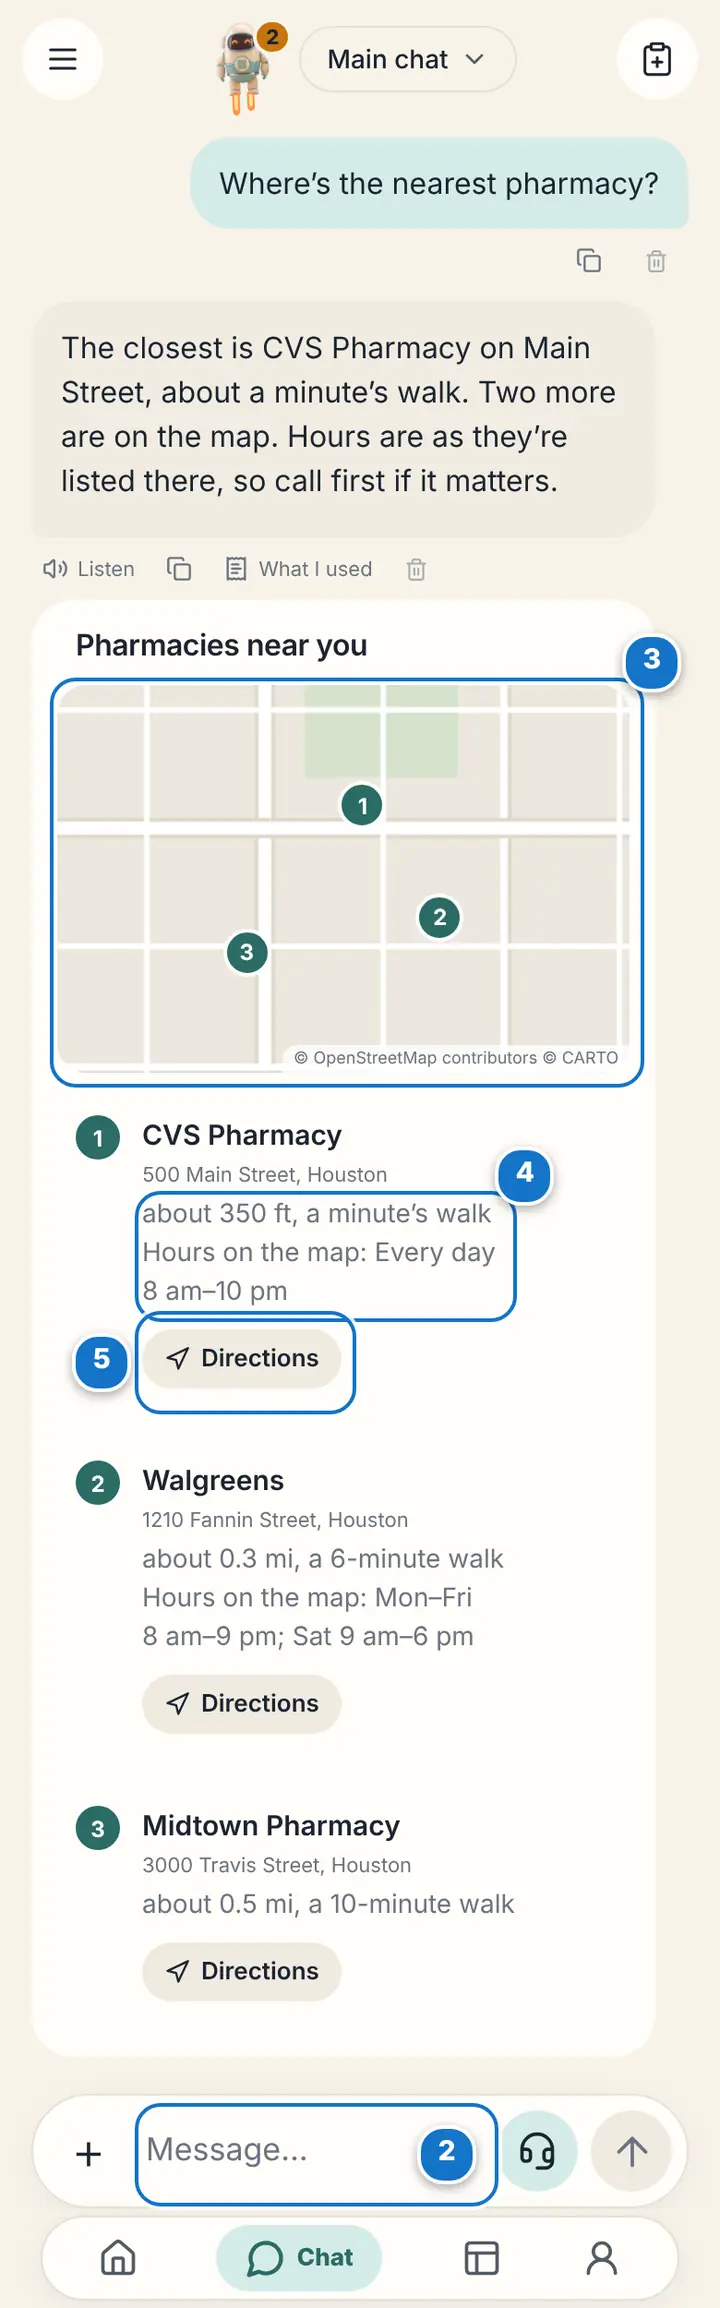 2
Main chat
Where’s the nearest pharmacy?
The closest is CVS Pharmacy on Main
Street, about a minute’s walk. Two more
are on the map. Hours are as they’re
listed there, so call first if it matters.
Listen
What I used
Pharmacies near you
3
1
2
3
© OpenStreetMap contributors © CARTO
1
CVS Pharmacy
500 Main Street, Houston
4
about 350 ft, a minute’s walk
Hours on the map: Every day
8 am–10 pm
5
Directions
2
Walgreens
1210 Fannin Street, Houston
about 0.3 mi, a 6-minute walk
Hours on the map: Mon–Fri
8 am–9 pm; Sat 9 am–6 pm
Directions
3
Midtown Pharmacy
3000 Travis Street, Houston
about 0.5 mi, a 10-minute walk
Directions
Message...
2
Chat